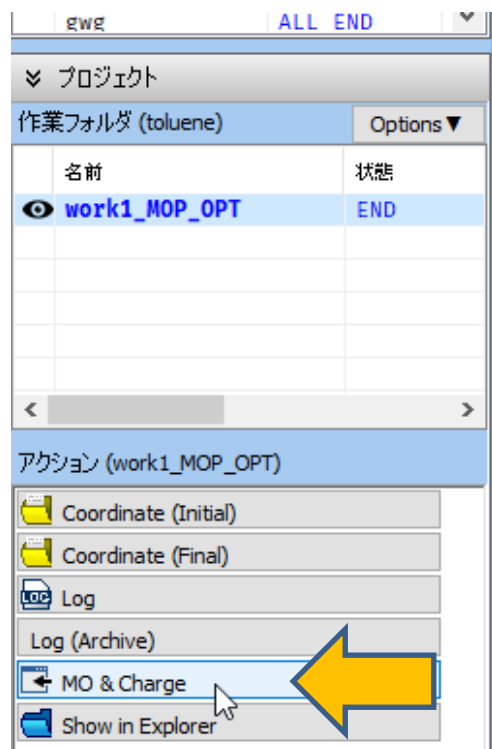 gwg ALL END
プロジェクト
作業フォルダ (toluene) Options▼
名前 状態
work1_MOP_OPT END
アクション (work1_MOP_OPT)
Coordinate (Initial)
Coordinate (Final)
LOG Log
Log (Archive)
MO & Charge
Show in Explorer